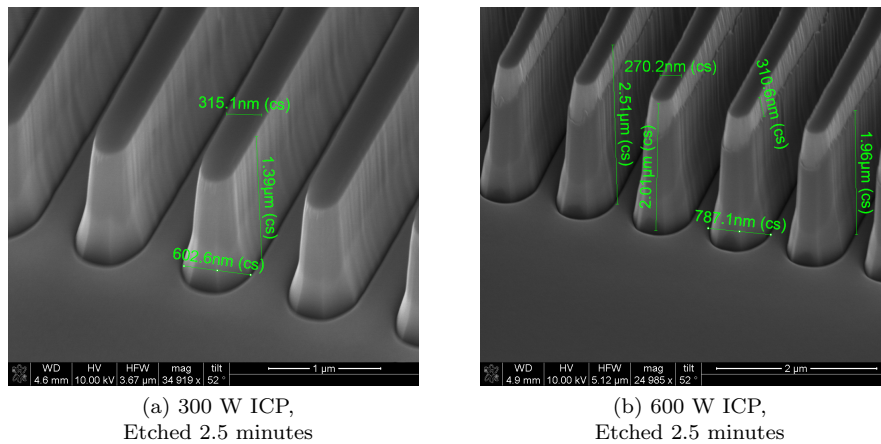 315.1nm (cs)
1.39µm (cs)
602.6nm (cs)
WD HV HFW mag tilt
4.6 mm 10.00 kV 3.67 µm 34 919 x 52 °
1 µm
(a) 300 W ICP,
Etched 2.5 minutes
270.2nm (cs)
310.6nm (cs)
2.51µm (cs)
2.01µm (cs)
1.96µm (cs)
787.1nm (cs)
WD HV HFW mag tilt
4.9 mm 10.00 kV 5.12 µm 24 985 x 52 °
2 µm
(b) 600 W ICP,
Etched 2.5 minutes